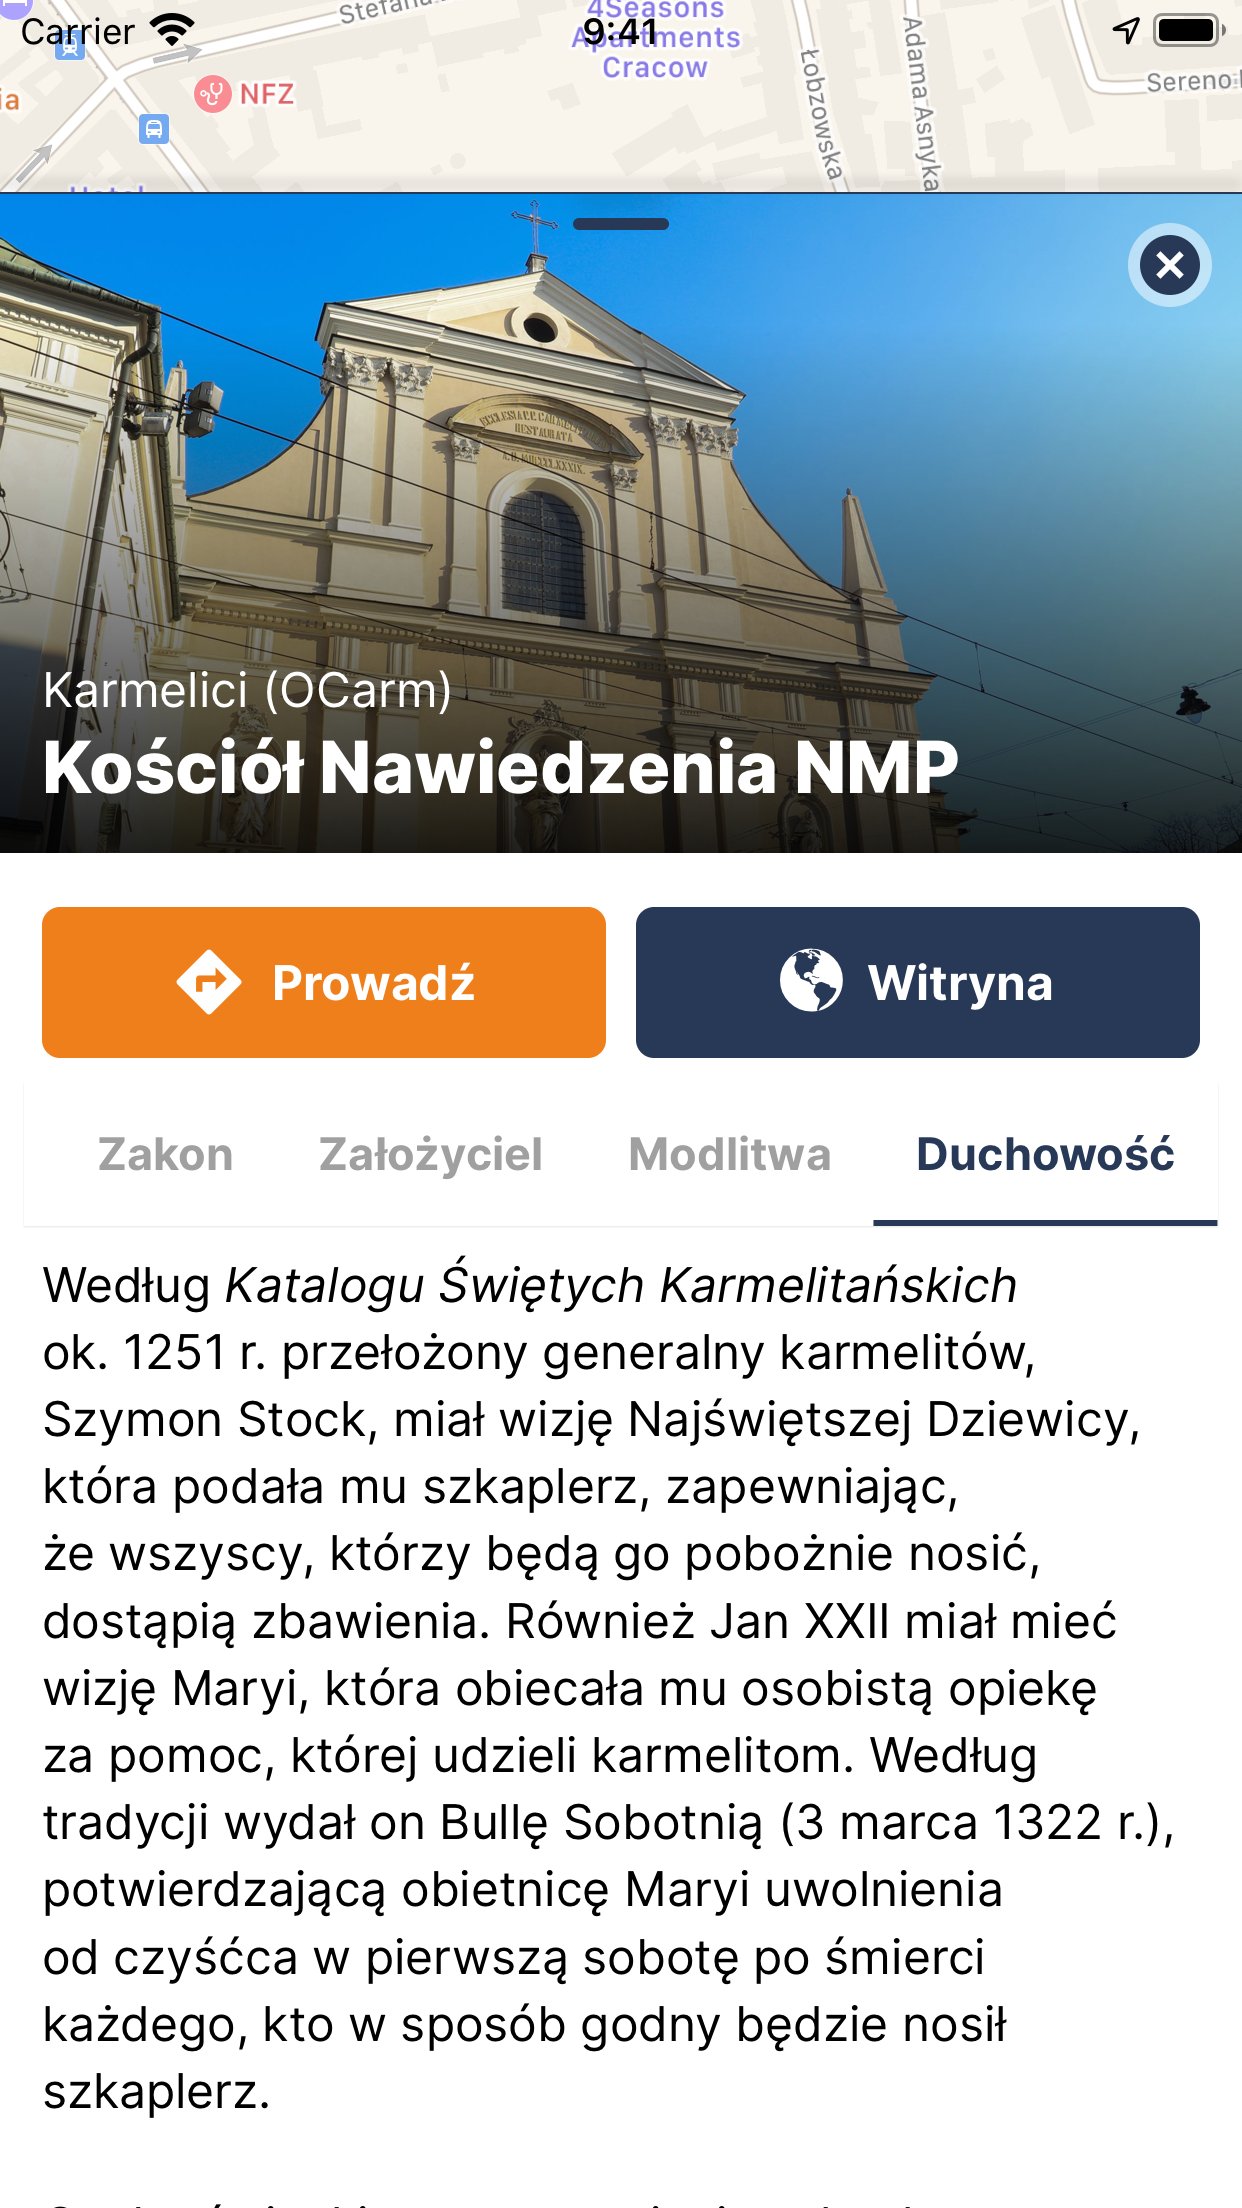 Carrier
9:41
4Seasons
Apartments
Cracow
NFZ
Łobzowska
Adama Asnyka
Hotel
Karmelici (OCarm)
Kościół Nawiedzenia NMP
Prowadź
Witryna
Zakon
Założyciel
Modlitwa
Duchowość
Według Katalogu Świętych Karmelitańskich
ok. 1251 r. przełożony generalny karmelitów,
Szymon Stock, miał wizję Najświętszej Dziewicy,
która podała mu szkaplerz, zapewniając,
że wszyscy, którzy będą go pobożnie nosić,
dostąpią zbawienia. Również Jan XXII miał mieć
wizję Maryi, która obiecała mu osobistą opiekę
za pomoc, której udzieli karmelitom. Według
tradycji wydał on Bullę Sobotnią (3 marca 1322 r.),
potwierdzającą obietnicę Maryi uwolnienia
od czyśćca w pierwszą sobotę po śmierci
każdego, kto w sposób godny będzie nosił
szkaplerz.